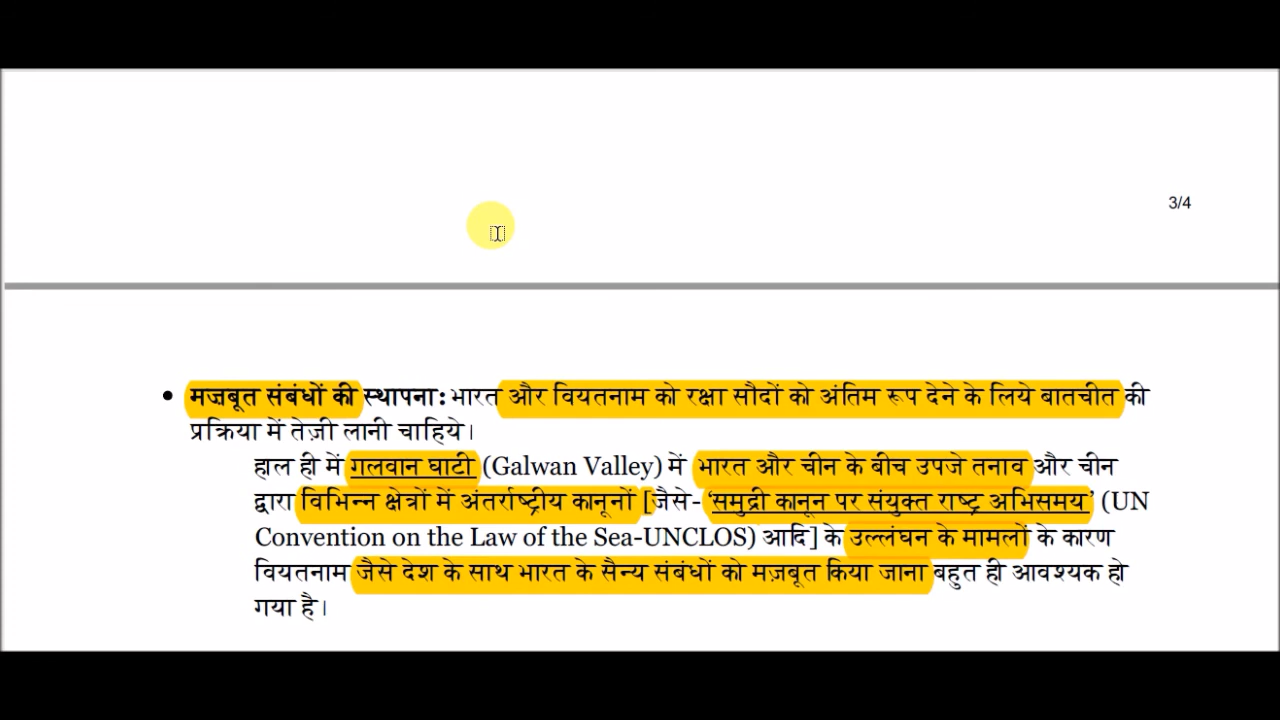 3/4
• मजबूत संबंधों की स्थापना: भारत और वियतनाम को रक्षा सौदों को अंतिम रूप देने के लिये बातचीत की
प्रक्रिया में तेज़ी लानी चाहिये।
हाल ही में गलवान घाटी (Galwan Valley) में भारत और चीन के बीच उपजे तनाव और चीन
द्वारा विभिन्न क्षेत्रों में अंतर्राष्ट्रीय कानूनों [जैसे- ‘समुद्री कानून पर संयुक्त राष्ट्र अभिसमय’ (UN
Convention on the Law of the Sea-UNCLOS) आदि] के उल्लंघन के मामलों के कारण
वियतनाम जैसे देश के साथ भारत के सैन्य संबंधों को मज़बूत किया जाना बहुत ही आवश्यक हो
गया है।